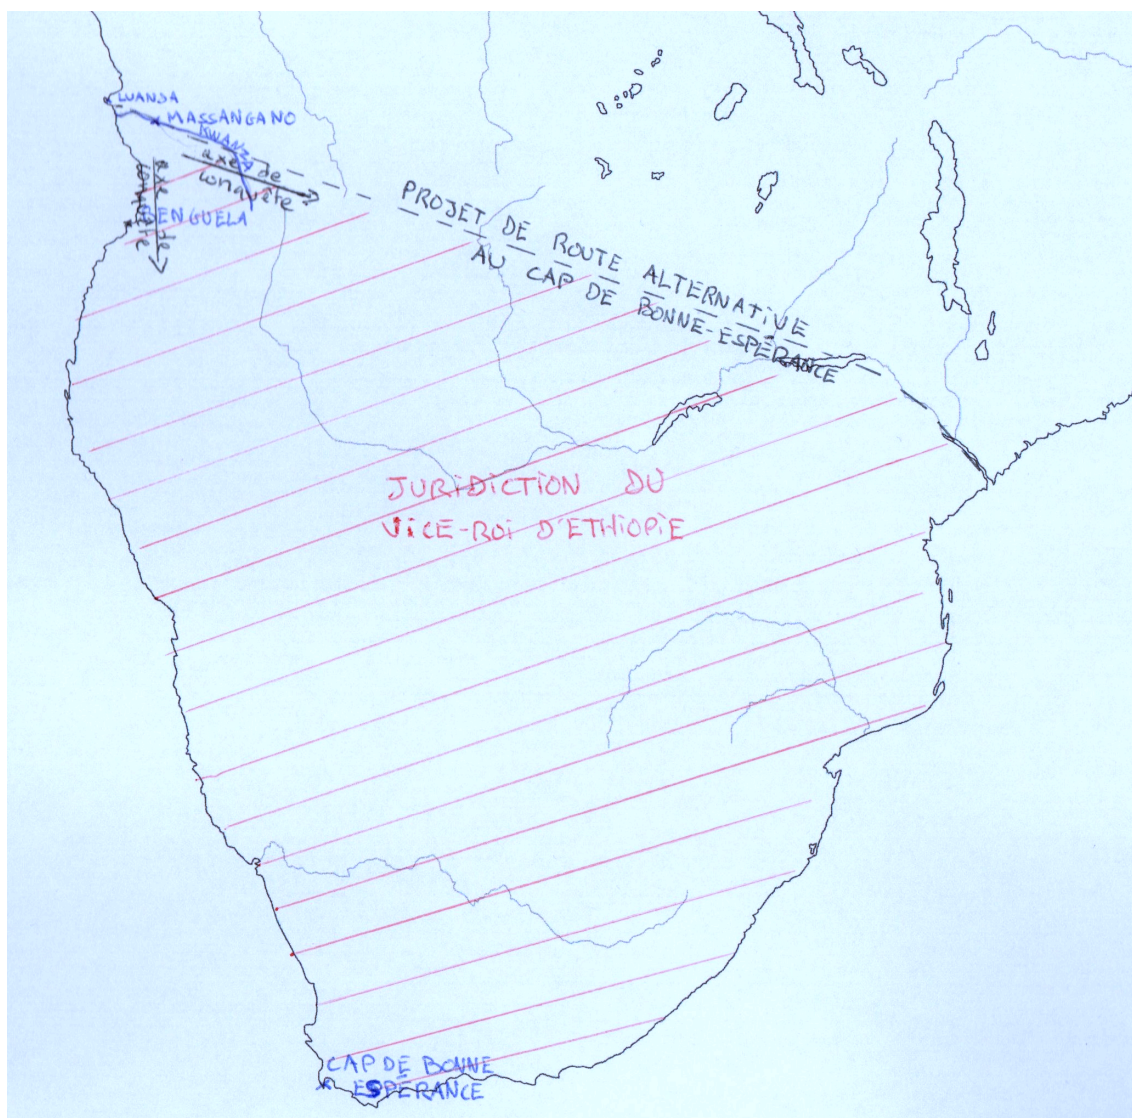 LUANDA
MASSANGANO
KWANZA
axe de
conquête
axe de
conquête
BENGUELA
PROJET DE ROUTE ALTERNATIVE
AU CAP DE BONNE-ESPÉRANCE
JURIDICTION DU
VICE-ROI D'ETHIOPIE
CAP DE BONNE
ESPÉRANCE